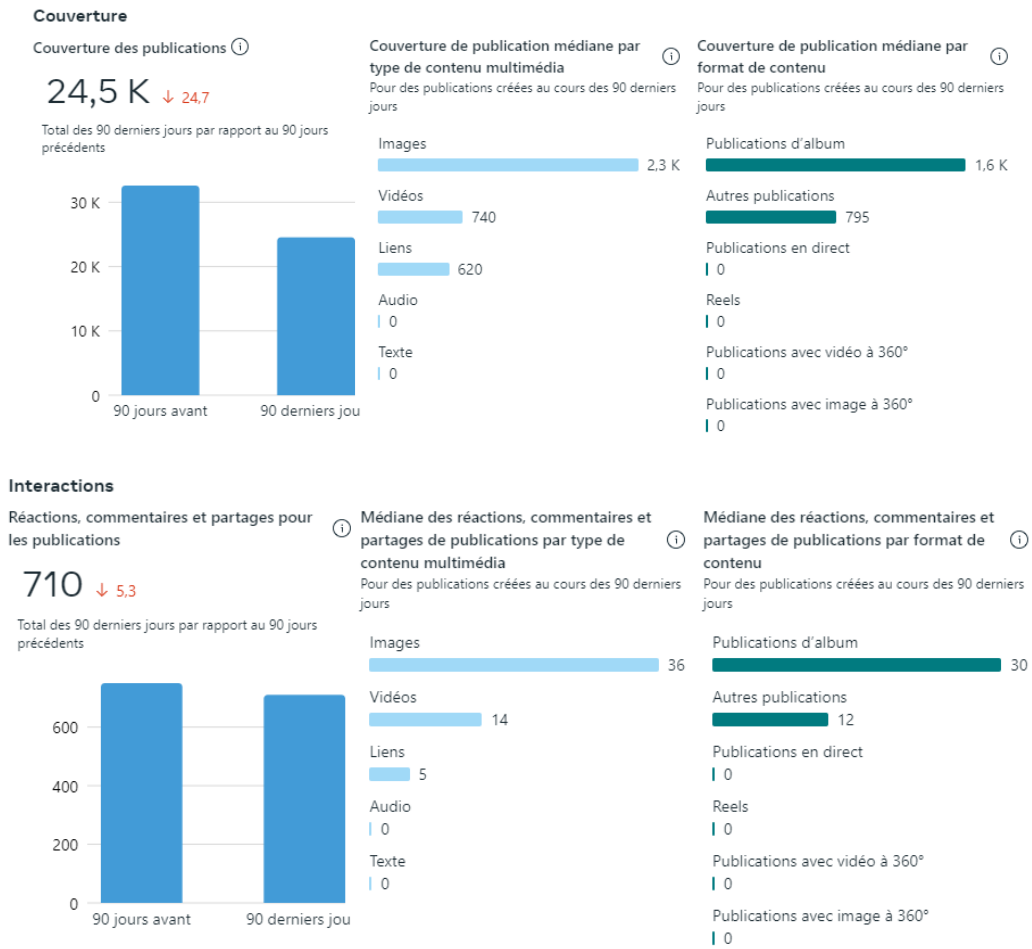 Couverture
Couverture des publications
24,5 K ↓ 24,7
Total des 90 derniers jours par rapport au 90 jours
précédents
30 K
20 K
10 K
0
90 jours avant
90 derniers jou
Couverture de publication médiane par
type de contenu multimédia
Pour des publications créées au cours des 90 derniers
jours
Images
2,3 K
Vidéos
740
Liens
620
Audio
0
Texte
0
Couverture de publication médiane par
format de contenu
Pour des publications créées au cours des 90 derniers
jours
Publications d'album
1,6 K
Autres publications
795
Publications en direct
0
Reels
0
Publications avec vidéo à 360°
0
Publications avec image à 360°
0
Interactions
Réactions, commentaires et partages pour
les publications
710 ↓ 5,3
Total des 90 derniers jours par rapport au 90 jours
précédents
600
400
200
0
90 jours avant
90 derniers jou
Médiane des réactions, commentaires et
partages de publications par type de
contenu multimédia
Pour des publications créées au cours des 90 derniers
jours
Images
36
Vidéos
14
Liens
5
Audio
0
Texte
0
Médiane des réactions, commentaires et
partages de publications par format de
contenu
Pour des publications créées au cours des 90 derniers
jours
Publications d'album
30
Autres publications
12
Publications en direct
0
Reels
0
Publications avec vidéo à 360°
0
Publications avec image à 360°
0